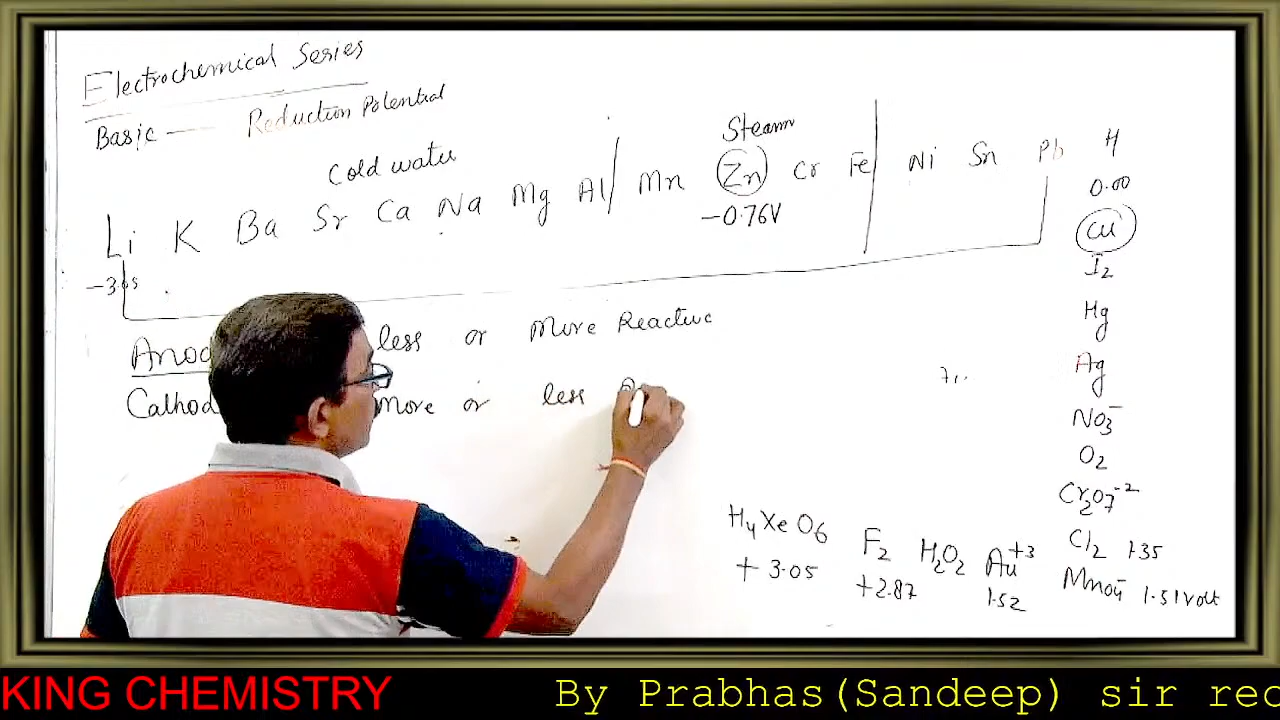 Electrochemical Series
Basic — Reduction Potential
Cold water
Steam
Li K Ba Sr Ca Na Mg Al / Mn Zn Cr Fe | Ni Sn Pb H
-3.05
-0.76V
0.00
Cu
I2
Hg
Ag
NO3-
O2
Cr2O7-2
Cl2 1.35
MnO4- 1.51 volt
Au+3
1.52
H2O2
F2
+2.87
H4XeO6
+3.05
less or More Reactive
more or less
KING CHEMISTRY By Prabhas(Sandeep) sir